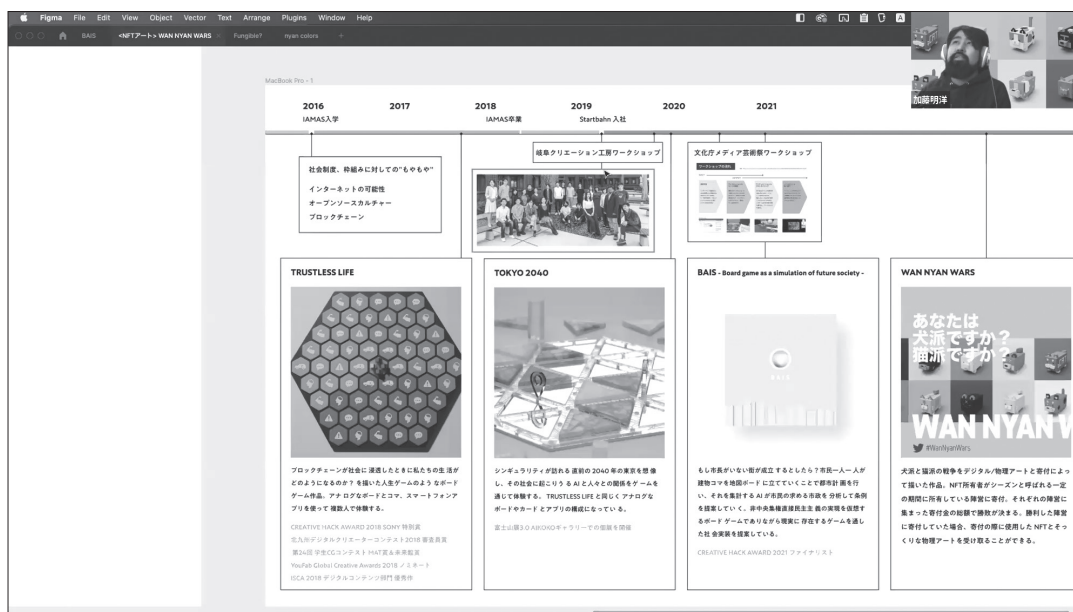 Figma File Edit View Object Vector Text Arrange Plugins Window Help
BAIS <NFTアート> WAN NYAN WARS Fungibio? nyan colors
加藤明洋
MacBook Pro - 1
2016 2017 2018 2019 2020 2021
IAMAS入学 IAMAS卒業 Startbahn 入社
社会制度、枠組みに対しての"もやもや"
インターネットの可能性
オープンソースカルチャー
ブロックチェーン
岐阜クリエーション工房ワークショップ
文化庁メディア芸術祭ワークショップ
TRUSTLESS LIFE
ブロックチェーンが社会に 浸透したときに私たちの生 活が
どのようになるのか? を描いた人生ゲームのよう なボード
ゲーム作品。アナ ログなボードとコマ、スマ ートフォンア
プリを使って 複数人で体験する。
CREATIVE HACK AWARD 2018 SONY 特別賞
北九州デジタルクリエーターコンテスト2018 審査員賞
第24回 学生CGコンテスト MAT賞&未来鑑賞
YouFab Global Creative Awards 2018 ノミネート
ISCA 2018 デジタルコンテンツ部門 優秀作
TOKYO 2040
シンギュラリティが訪れる 直前の 2040 年の東京を想 像
し、その社会に起こりう る AI と人々との関係をゲー ムを
通して体験する。 TRUSTLESS LIFE と同じく アナログな
ボードやカード とアプリの構成になってい る。
富士山展3.0 AIKOKOギャラリーでの個展を開催
BAIS - Board game as a simulation of future society -
BAIS
もし市長がいない街が成立 するとしたら? 市民一人一人 が
建物コマを地図ボード に立てていくことで都市計 画を行
い、それを集計する AI が市民の求める市政を 分析して条例
を提案してい く。非中央集権直接民主主 義の実現を仮想す
るボード ゲームでありながら現実に 存在するゲームを通し
た社 会実装を提案している。
CREATIVE HACK AWARD 2021 ファイナリスト
WAN NYAN WARS
あなたは
犬派ですか?
猫派ですか?
WAN NYAN W
#WanNyanWars
犬派と猫派の戦争をデジタル/物理アートと寄付によっ
て描いた作品。NFT所有者がシーズンと呼ばれる一定
の期間に所有している陣営に寄付。それぞれの陣営に
集まった寄付金の総額で勝敗が決まる。勝利した陣営
に寄付していた場合、寄付の際に使用した NFTとそっ
くりな物理アートを受け取ることができる。